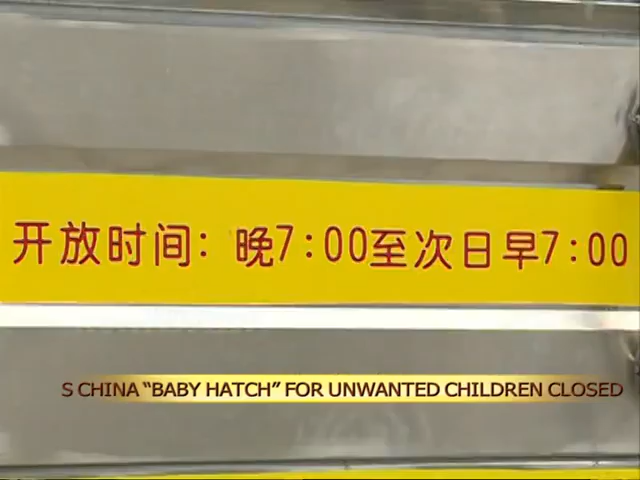 开放时间：晚7:00至次日早7:00
S CHINA “BABY HATCH” FOR UNWANTED CHILDREN CLOSED